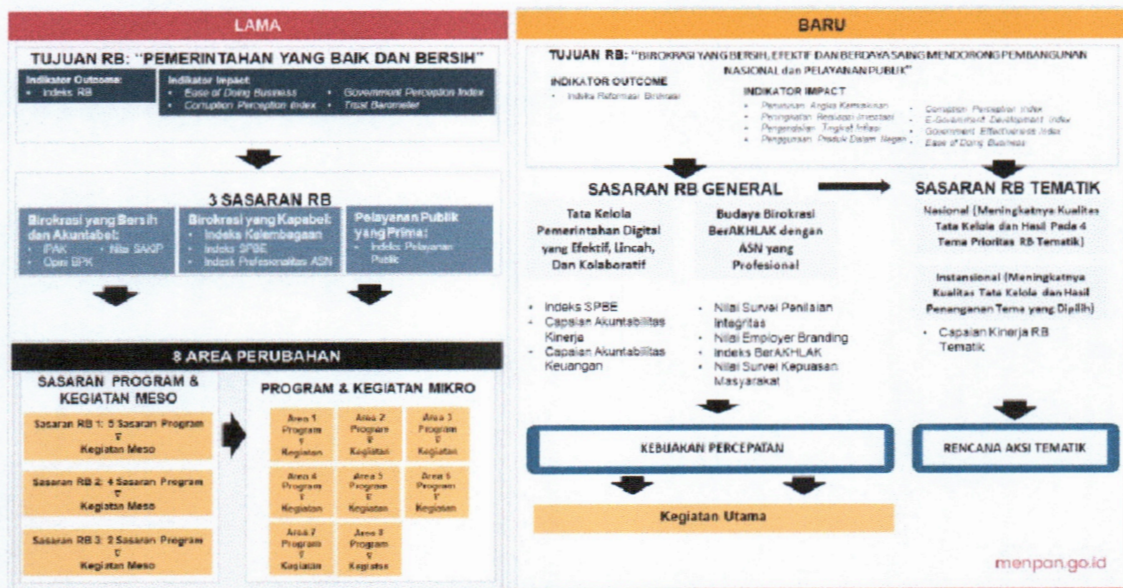 LAMA
TUJUAN RB: "PEMERINTAHAN YANG BAIK DAN BERSIH"
Indikator Outcome:
• Indeks RB
Indikator Impact:
• Ease of Doing Business
• Corruption Perception Index
• Government Perception Index
• Trust Barometer
3 SASARAN RB
Birokrasi yang Bersih
dan Akuntabel:
• IPAK
• Opini BPK
• Nilai SAKIP
Birokrasi yang Kapabel:
• Indeks Kelembagaan
• Indeks SPBE
• Indesk Profesionalitas ASN
Pelayanan Publik
yang Prima:
• Indeks Pelayanan
Publik
8 AREA PERUBAHAN
SASARAN PROGRAM &
KEGIATAN MESO
Sasaran RB 1: 5 Sasaran Program
Kegiatan Meso
Sasaran RB 2: 4 Sasaran Program
Kegiatan Meso
Sasaran RB 3: 2 Sasaran Program
Kegiatan Meso
PROGRAM & KEGIATAN MIKRO
Area 1
Program
Kegiatan
Area 2
Program
Kegiatan
Area 3
Program
Kegiatan
Area 4
Program
Kegiatan
Area 5
Program
Kegiatan
Area 6
Program
Kegiatan
Area 7
Program
Kegiatan
Area 8
Program
Kegiatan
BARU
TUJUAN RB: "BIROKRASI YANG BERSIH, EFEKTIF DAN BERDAYA SAING MENDORONG PEMBANGUNAN
NASIONAL dan PELAYANAN PUBLIK"
INDIKATOR OUTCOME
• Indeks Reformasi Birokrasi
INDIKATOR IMPACT
• Penurunan Angka Kemiskinan
• Peningkatan Realisasi Investasi
• Pengendalian Tingkat Inflasi
• Penggunaan Produk Dalam Negeri
• Corruption Perception Index
• E-Government Development Index
• Government Effectiveness Index
• Ease of Doing Business
SASARAN RB GENERAL
Tata Kelola
Pemerintahan Digital
yang Efektif, Lincah,
Dan Kolaboratif
Budaya Birokrasi
BerAKHLAK dengan
ASN yang
Profesional
• Indeks SPBE
• Capaian Akuntabilitas
Kinerja
• Capaian Akuntabilitas
Keuangan
• Nilai Survei Penilaian
Integritas
• Nilai Employer Branding
• Indeks BerAKHLAK
• Nilai Survei Kepuasan
Masyarakat
SASARAN RB TEMATIK
Nasional (Meningkatnya Kualitas
Tata Kelola dan Hasil Pada 4
Tema Prioritas RB Tematik)
Instansional (Meningkatnya
Kualitas Tata Kelola dan Hasil
Penanganan Tema yang Dipilih)
• Capaian Kinerja RB
Tematik
KEBIJAKAN PERCEPATAN
RENCANA AKSI TEMATIK
Kegiatan Utama
menpan.go.id